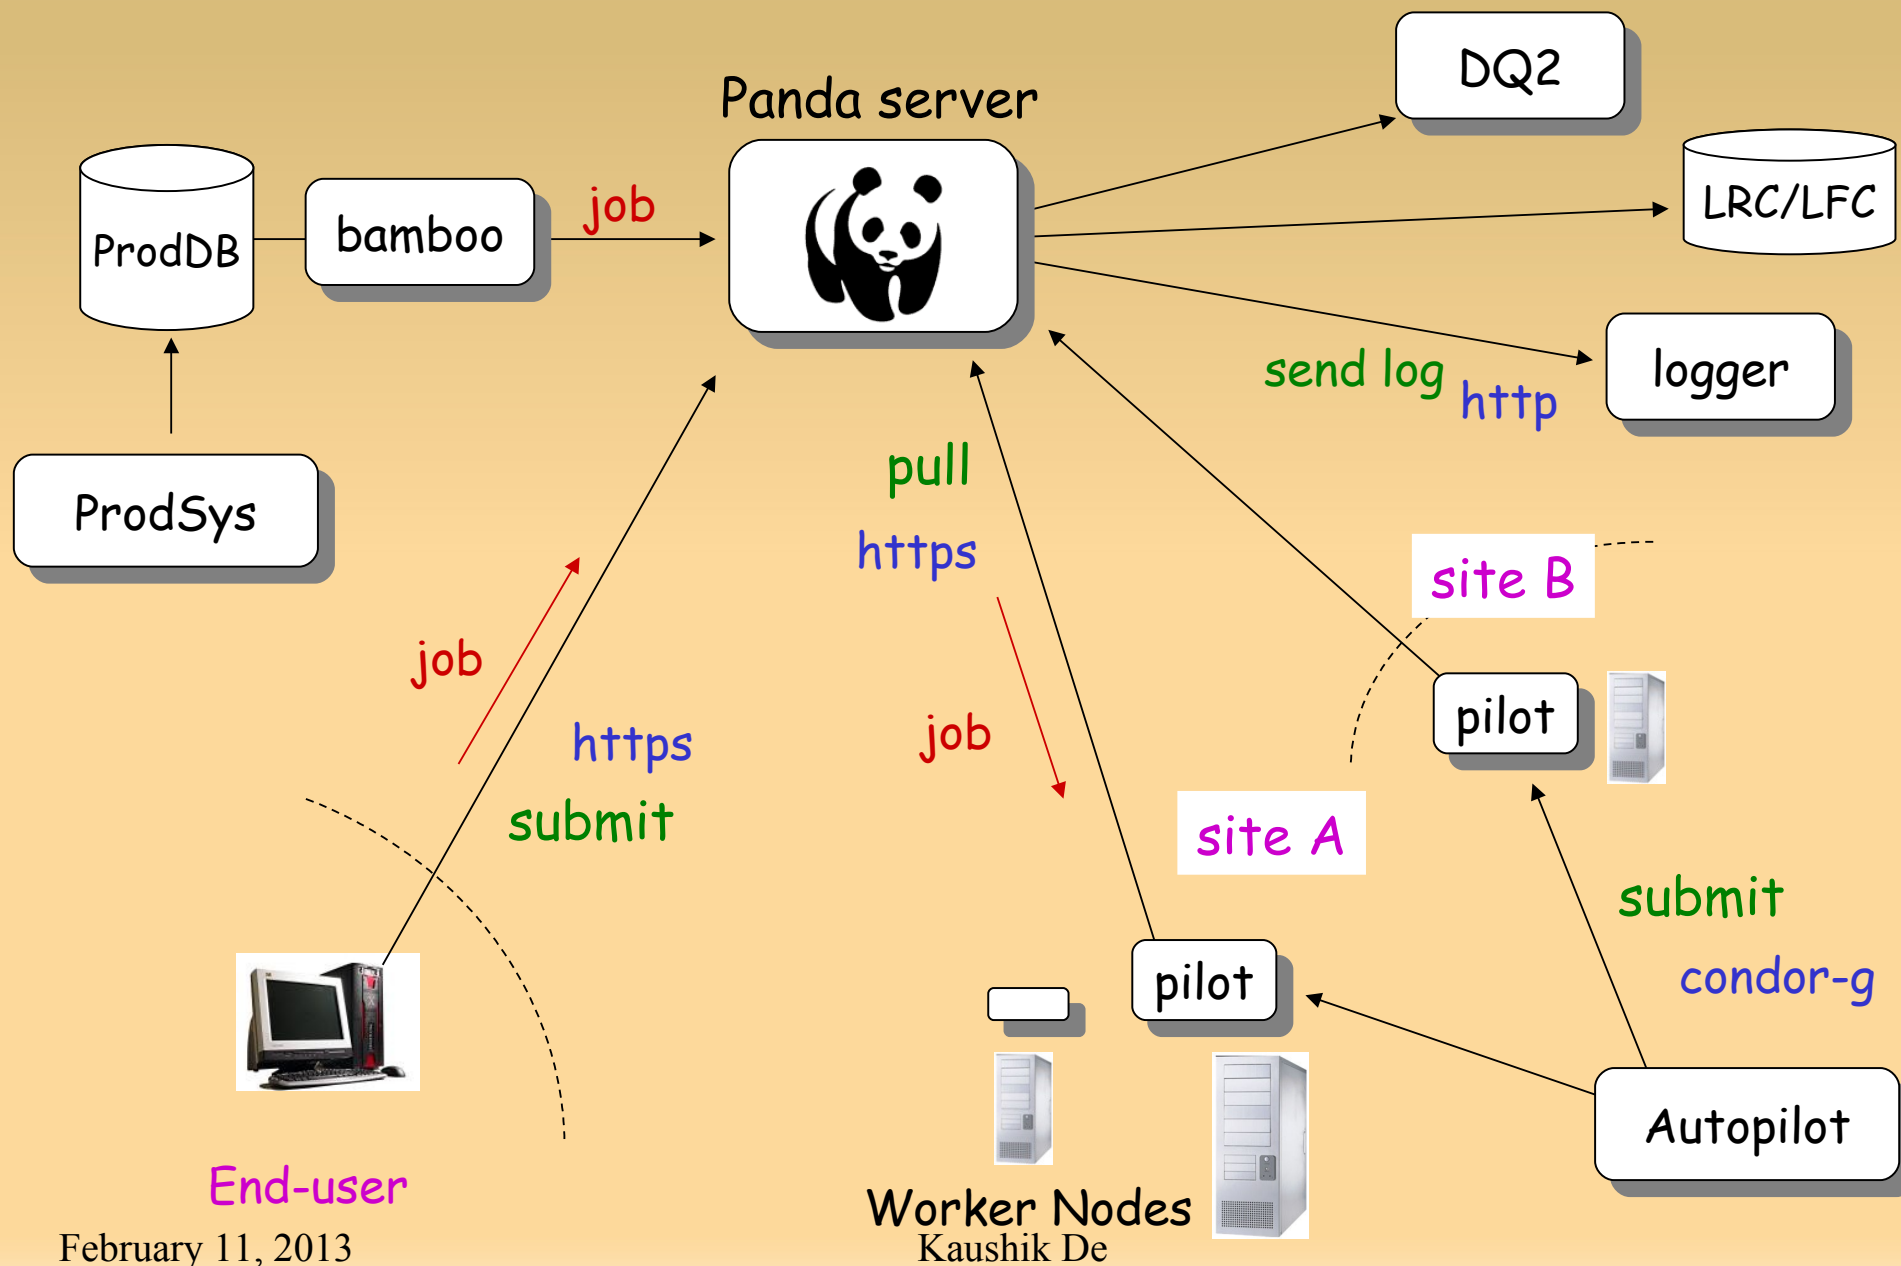 DQ2
Panda server
LRC/LFC
job
bamboo
ProdDB
send log
http
logger
pull
ProdSys
https
site B
job
pilot
job
https
submit
site A
submit
condor-g
pilot
Autopilot
End-user
Worker Nodes
February 11, 2013
Kaushik De